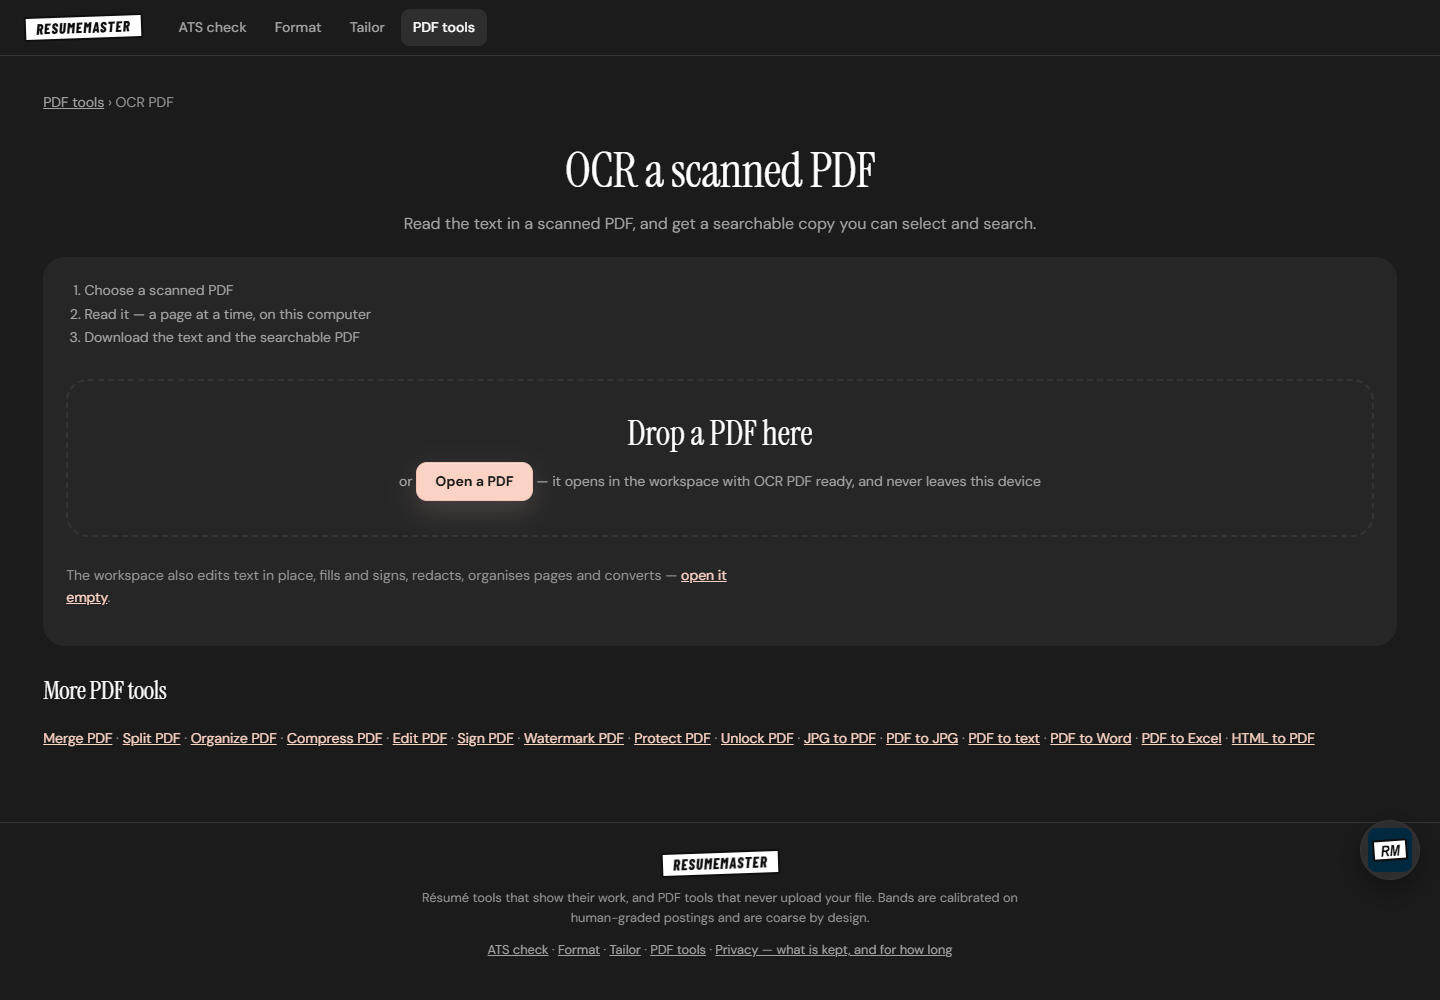 RESUMEMASTER ATS check Format Tailor PDF tools
PDF tools › OCR PDF
OCR a scanned PDF
Read the text in a scanned PDF, and get a searchable copy you can select and search.
1. Choose a scanned PDF
2. Read it — a page at a time, on this computer
3. Download the text and the searchable PDF
Drop a PDF here
or Open a PDF — it opens in the workspace with OCR PDF ready, and never leaves this device
The workspace also edits text in place, fills and signs, redacts, organises pages and converts — open it
empty.
More PDF tools
Merge PDF · Split PDF · Organize PDF · Compress PDF · Edit PDF · Sign PDF · Watermark PDF · Protect PDF · Unlock PDF · JPG to PDF · PDF to JPG · PDF to text · PDF to Word · PDF to Excel · HTML to PDF
RM
RESUMEMASTER
Résumé tools that show their work, and PDF tools that never upload your file. Bands are calibrated on
human-graded postings and are coarse by design.
ATS check · Format · Tailor · PDF tools · Privacy — what is kept, and for how long